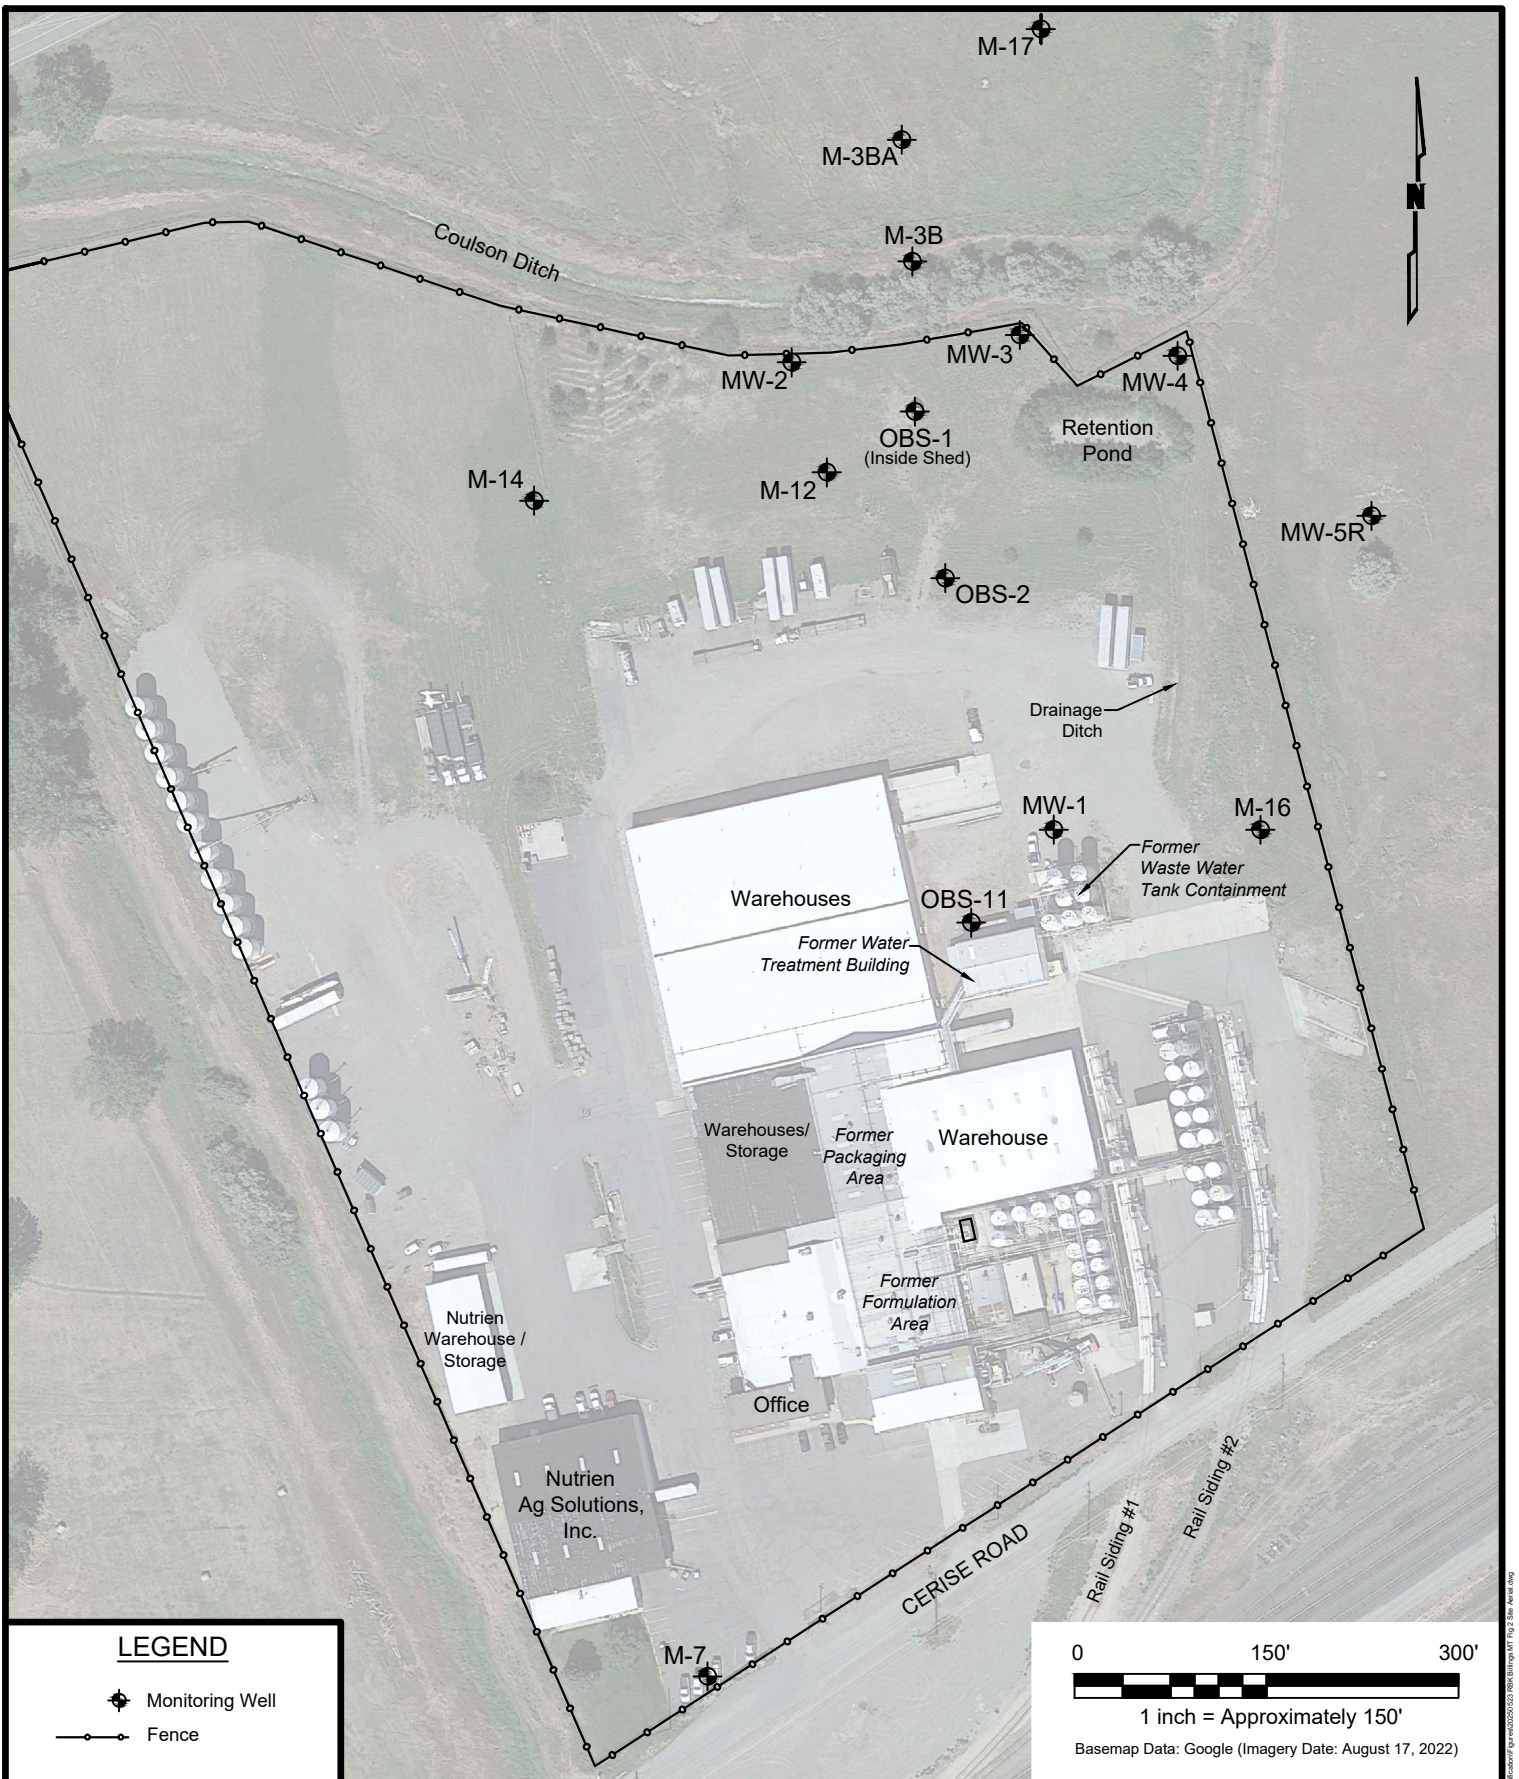 M-17
M-3BA
M-3B
Coulson Ditch
N
MW-3
MW-2
MW-4
OBS-1
(Inside Shed)
Retention
Pond
M-14
M-12
MW-5R
OBS-2
Drainage
Ditch
MW-1
M-16
Former
Waste Water
Tank Containment
Warehouses
OBS-11
Former Water
Treatment Building
Warehouses/
Storage
Former
Packaging
Area
Warehouse
Former
Formulation
Area
Nutrien
Warehouse /
Storage
Office
Nutrien
Ag Solutions,
Inc.
Rail Siding #1
Rail Siding #2
CERISE ROAD
M-7
LEGEND
Monitoring Well
Fence
0 150' 300'
1 inch = Approximately 150'
Basemap Data: Google (Imagery Date: August 17, 2022)